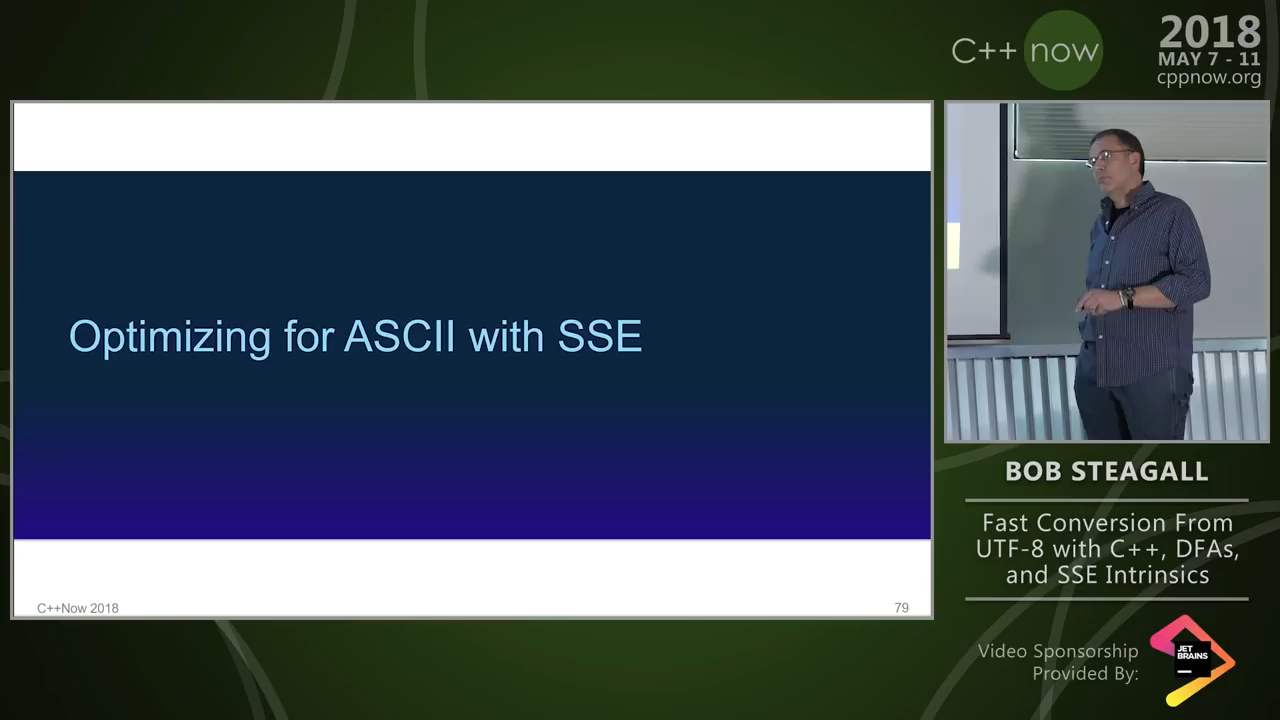 C++ now
2018
MAY 7 - 11
cppnow.org
Optimizing for ASCII with SSE
C++Now 2018
79
BOB STEAGALL
Fast Conversion From
UTF-8 with C++, DFAs,
and SSE Intrinsics
Video Sponsorship
Provided By:
JET
BRAINS